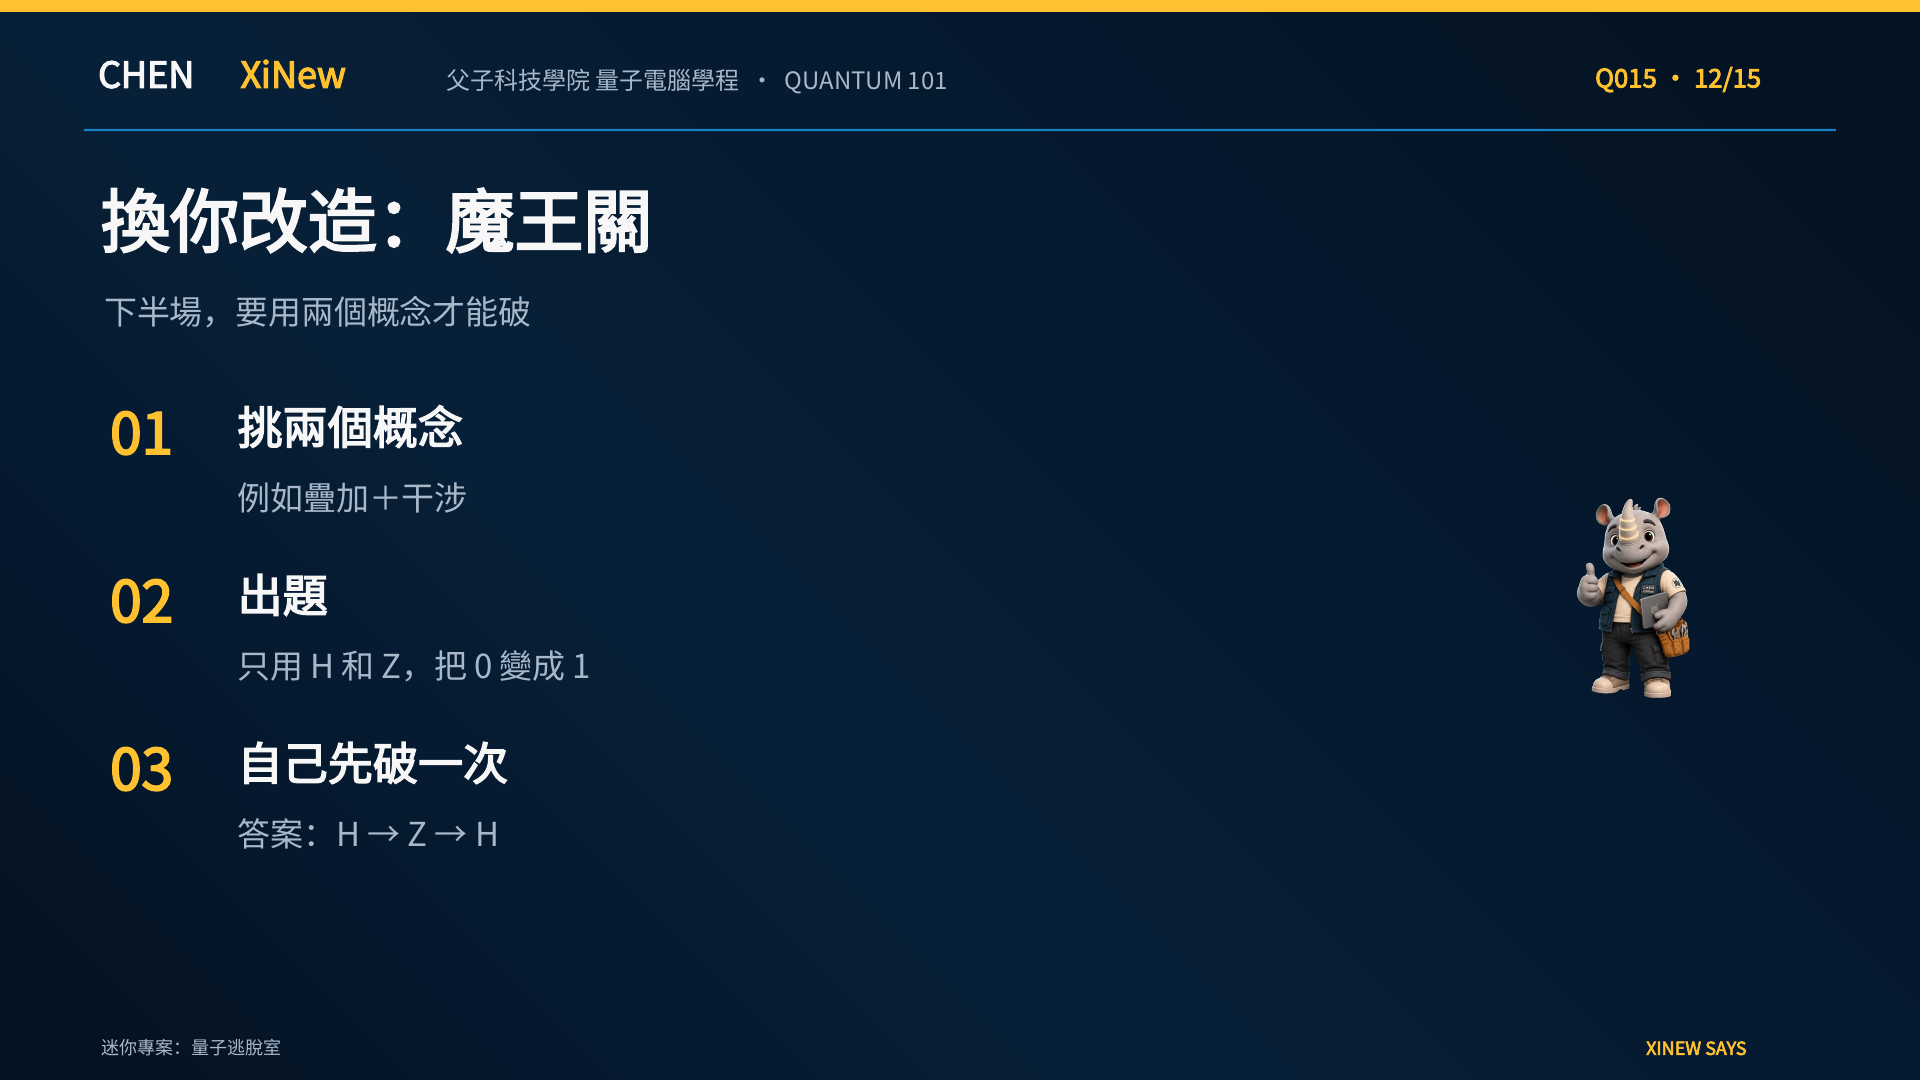 CHEN XiNew 父子科技學院 量子電腦學程 · QUANTUM 101 Q015 · 12/15
換你改造：魔王關
下半場，要用兩個概念才能破
01 挑兩個概念
例如疊加＋干涉
02 出題
只用 H 和 Z，把 0 變成 1
03 自己先破一次
答案：H → Z → H
迷你專案：量子逃脫室 XINEW SAYS